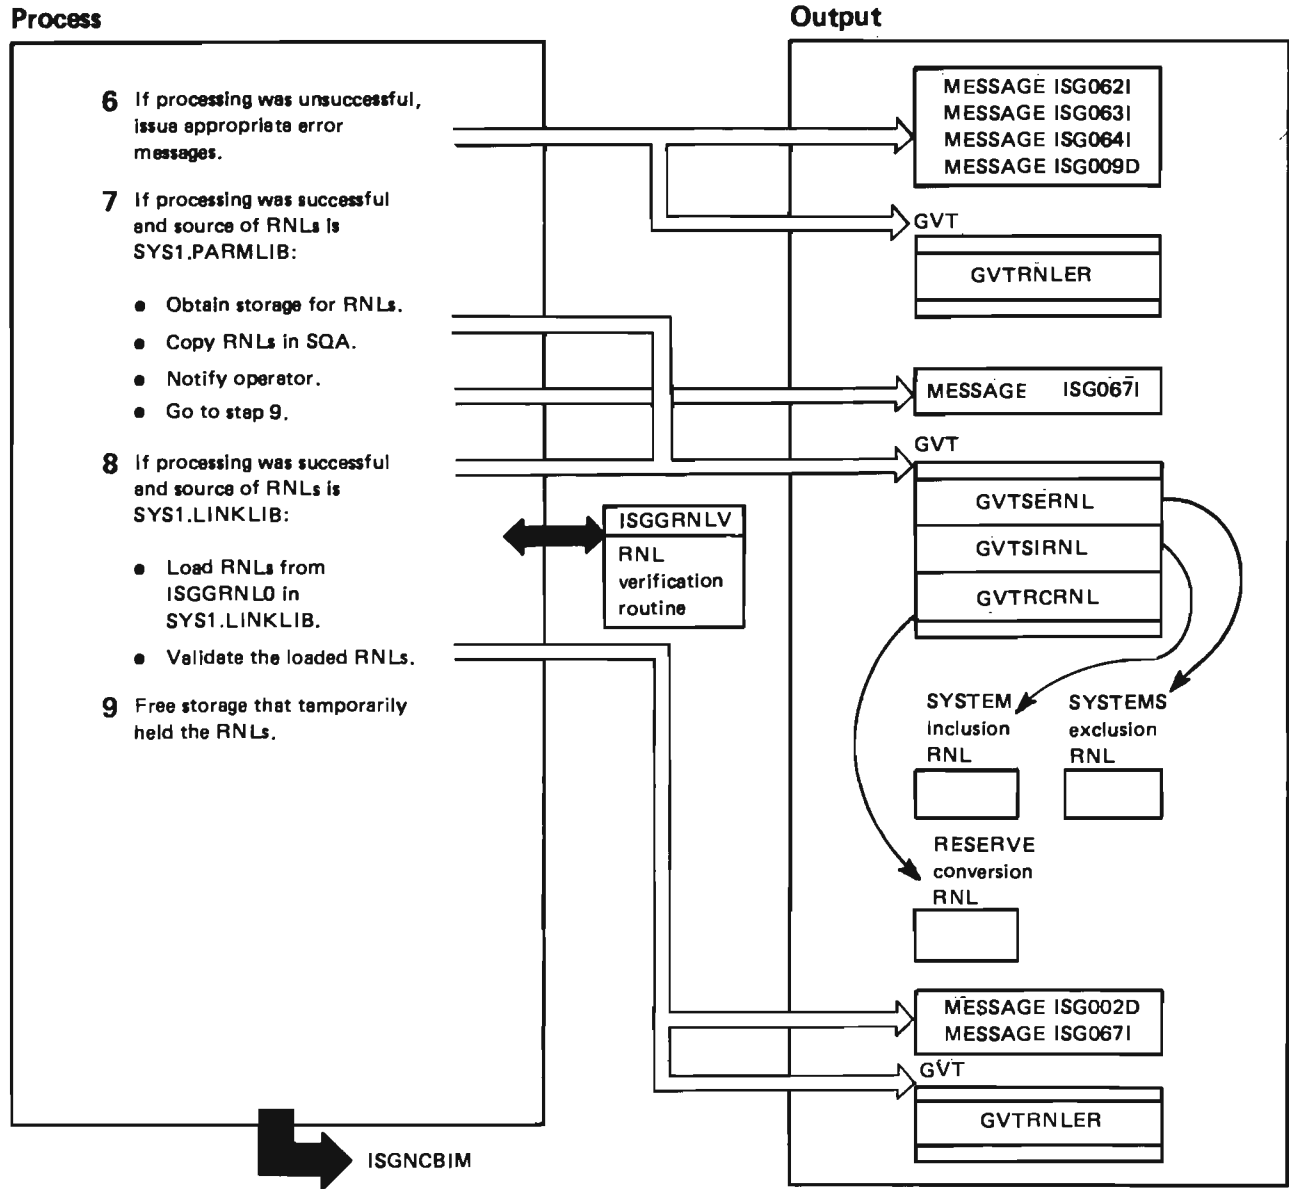 Process
6 If processing was unsuccessful,
issue appropriate error
messages.
7 If processing was successful
and source of RNLs is
SYS1.PARMLIB:
• Obtain storage for RNLs.
• Copy RNLs in SQA.
• Notify operator.
• Go to step 9.
8 If processing was successful
and source of RNLs is
SYS1.LINKLIB:
• Load RNLs from
ISGGRNL0 in
SYS1.LINKLIB.
• Validate the loaded RNLs.
9 Free storage that temporarily
held the RNLs.
ISGNCBIM
ISGGRNLV
RNL
verification
routine
Output
MESSAGE ISG062I
MESSAGE ISG063I
MESSAGE ISG064I
MESSAGE ISG009D
GVT
GVTRNLER
MESSAGE ISG067I
GVT
GVTSERNL
GVTSIRNL
GVTRCRNL
SYSTEM
inclusion
RNL
SYSTEMS
exclusion
RNL
RESERVE
conversion
RNL
MESSAGE ISG002D
MESSAGE ISG067I
GVT
GVTRNLER